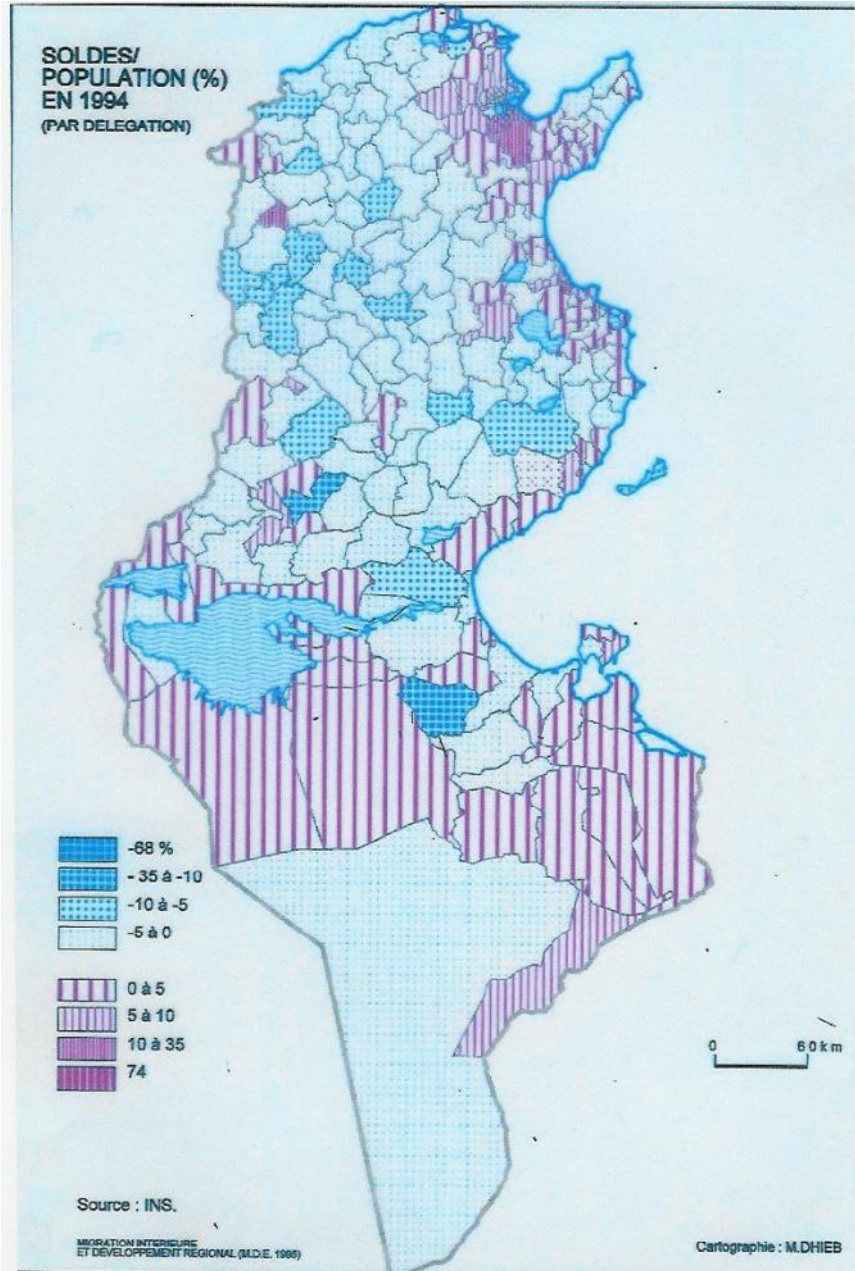 SOLDES/
POPULATION (%)
EN 1994
(PAR DELEGATION)
-68 %
- 35 à -10
-10 à -5
-5 à 0
0 à 5
5 à 10
10 à 35
74
0 60 km
Source : INS.
MIGRATION INTERIEURE
ET DEVELOPPEMENT REGIONAL (M.D.E. 1995)
Cartographie : M.DHIEB